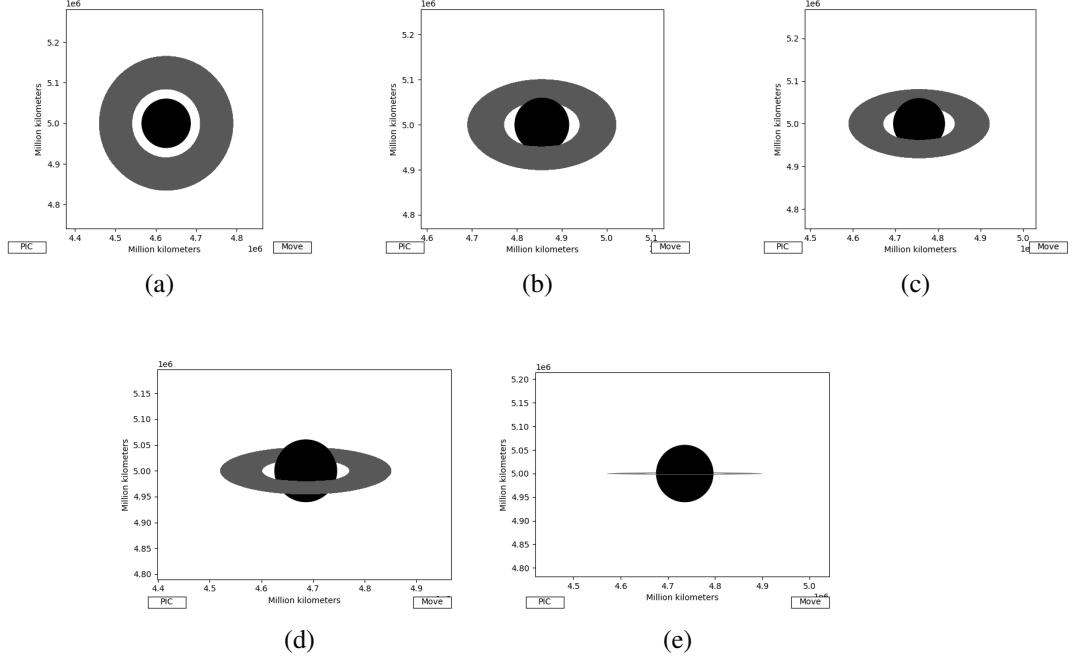 1e6
5.2
5.1
5.0
4.9
4.8
Million kilometers
4.4 4.5 4.6 4.7 4.8
Million kilometers
1e6
PIC
Move
(a)
1e6
5.2
5.1
5.0
4.9
4.8
Million kilometers
4.6 4.7 4.8 4.9 5.0 5.1
Million kilometers
PIC
Move
(b)
1e6
5.2
5.1
5.0
4.9
4.8
Million kilometers
4.5 4.6 4.7 4.8 4.9 5.0
Million kilometers
PIC
Move
(c)
1e6
5.15
5.10
5.05
5.00
4.95
4.90
4.85
4.80
Million kilometers
4.4 4.5 4.6 4.7 4.8 4.9
Million kilometers
PIC
Move
(d)
1e6
5.20
5.15
5.10
5.05
5.00
4.95
4.90
4.85
4.80
Million kilometers
4.5 4.6 4.7 4.8 4.9 5.0
Million kilometers
PIC
Move
(e)